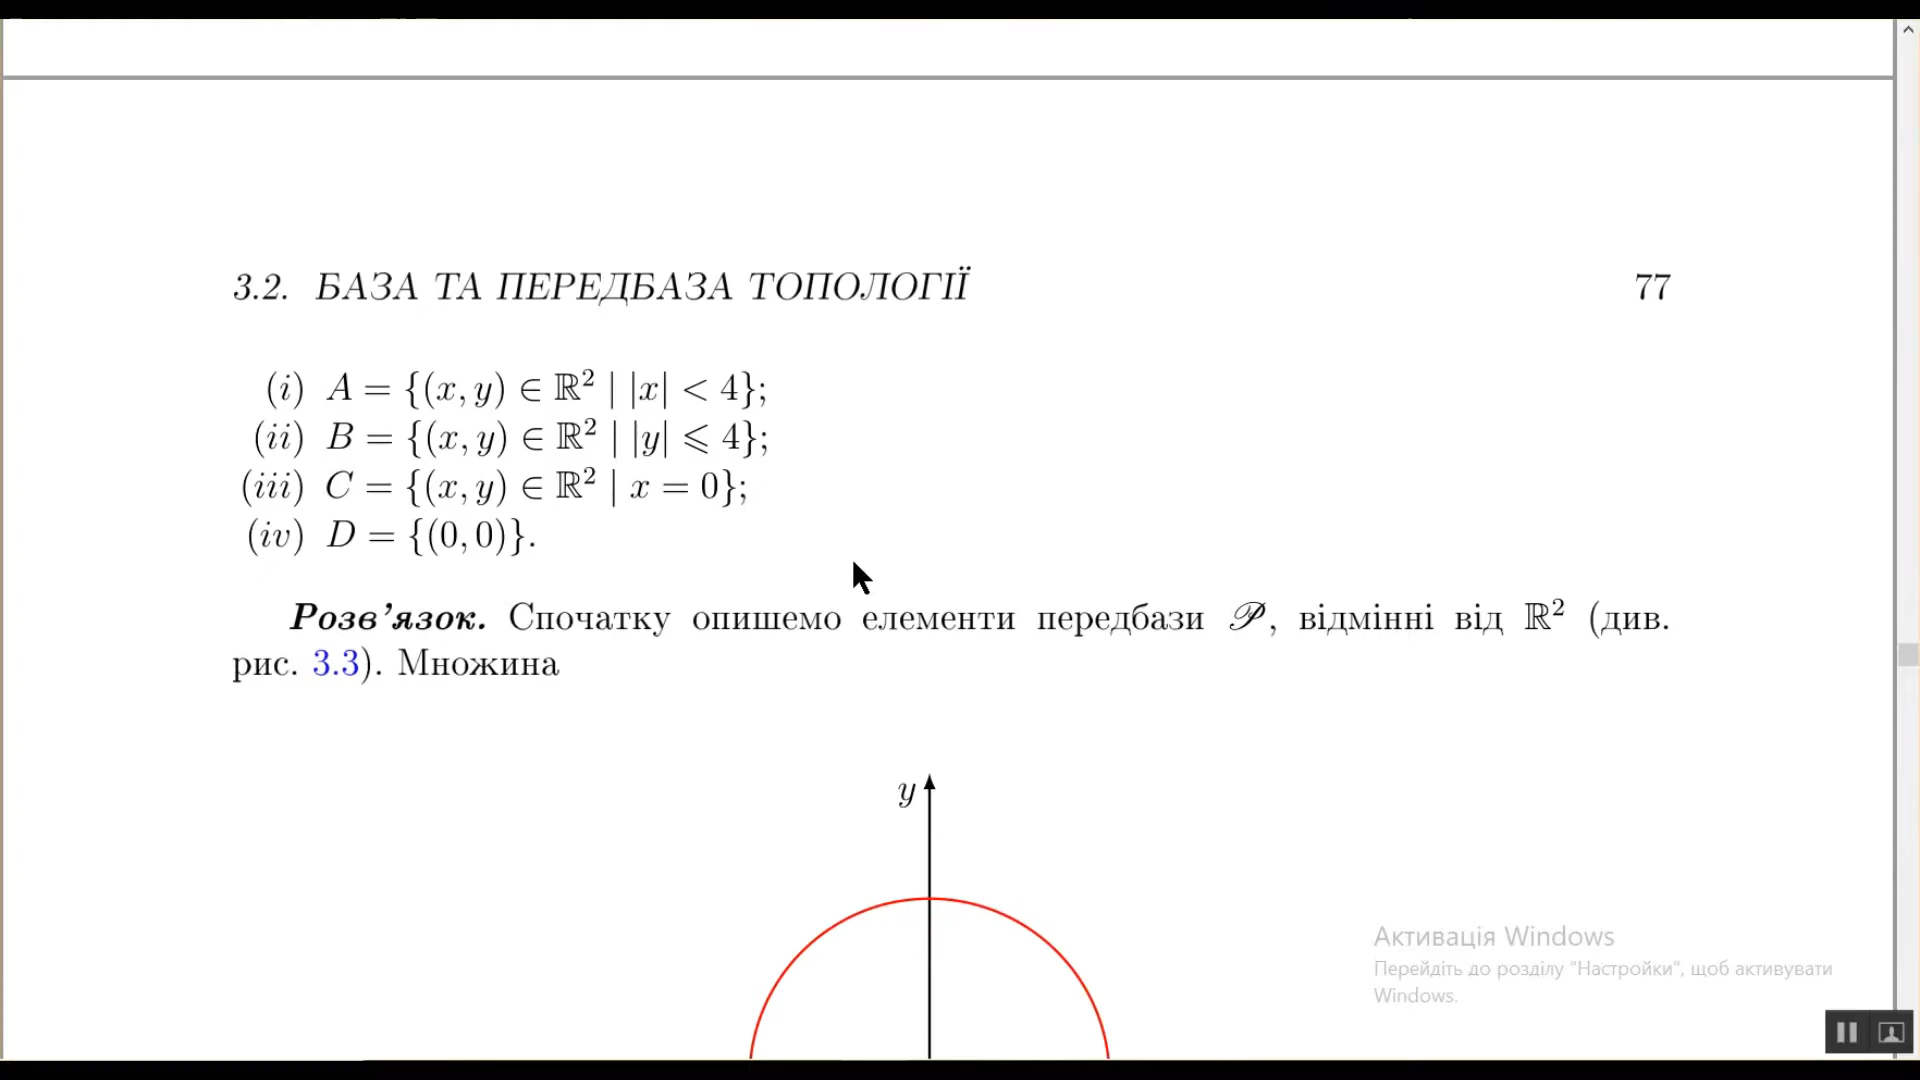 3.2. БАЗА ТА ПЕРЕДБАЗА ТОПОЛОГІЇ 77
(i) A = {(x, y) ∈ ℝ² | |x| < 4};
(ii) B = {(x, y) ∈ ℝ² | |y| ⩽ 4};
(iii) C = {(x, y) ∈ ℝ² | x = 0};
(iv) D = {(0, 0)}.
Розв’язок. Спочатку опишемо елементи передбази 𝒫, відмінні від ℝ² (див.
рис. 3.3). Множина
y
Активація Windows
Перейдіть до розділу "Настройки", щоб активувати
Windows.